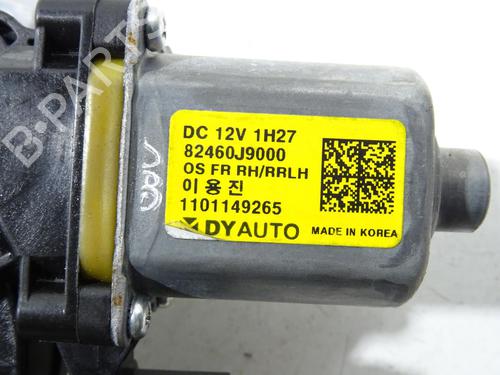 B-PARTS
DC 12V 1H27
82460J9000
OS FR RH/RRLH
이용진
1101149265
DYAUTO
MADE IN KOREA